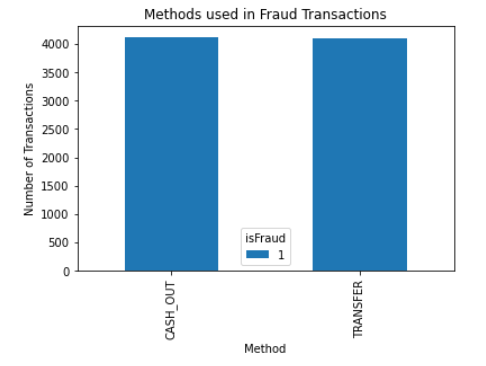 Methods used in Fraud Transactions
Number of Transactions
4000
3500
3000
2500
2000
1500
1000
500
0
isFraud
1
CASH_OUT
TRANSFER
Method